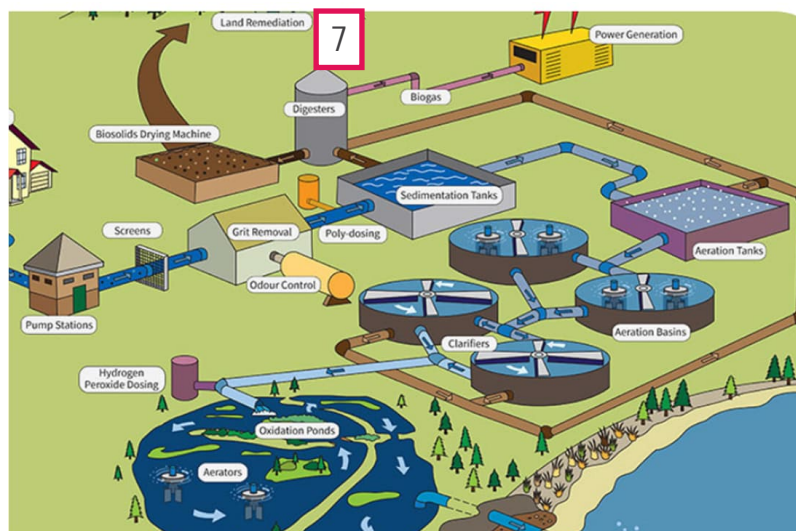 Land Remediation
7
Power Generation
Digesters
Biogas
Biosolids Drying Machine
Sedimentation Tanks
Screens
Grit Removal
Poly-dosing
Aeration Tanks
Odour Control
Pump Stations
Aeration Basins
Clarifiers
Hydrogen
Peroxide Dosing
Oxidation Ponds
Aerators